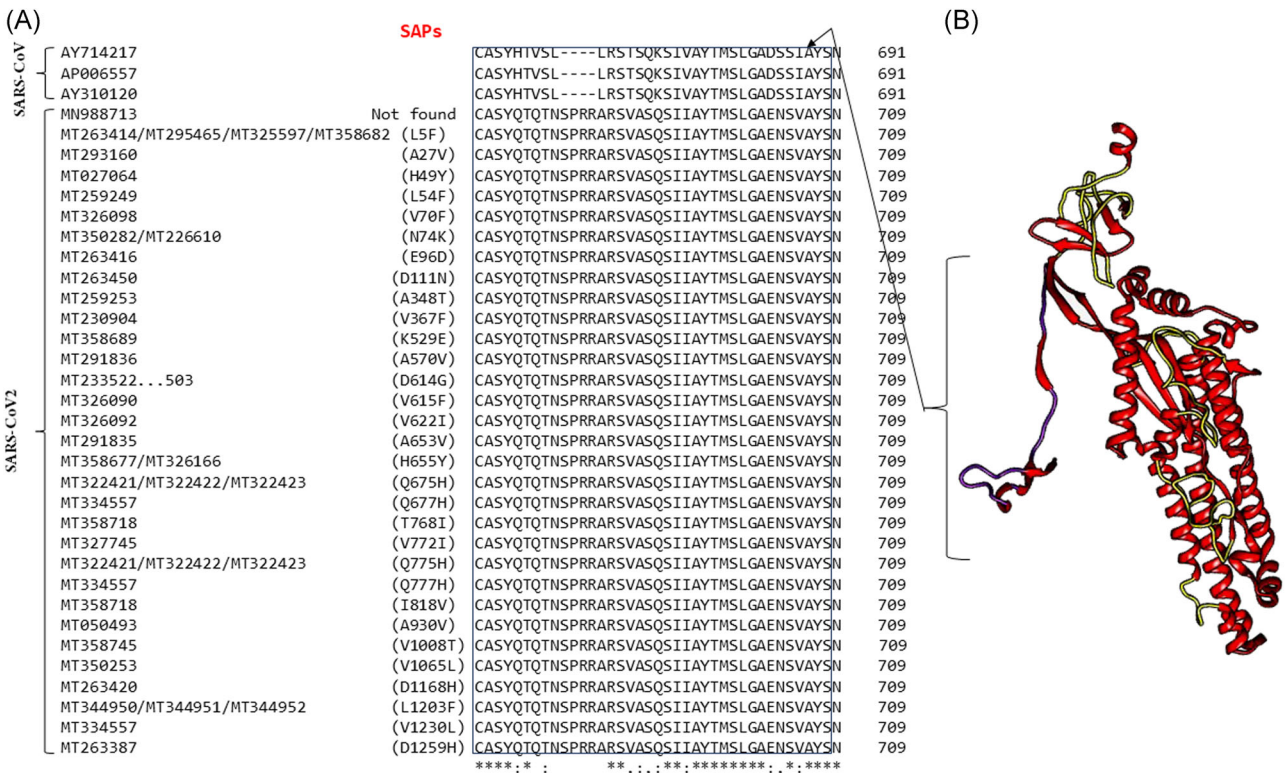 (A) (B)
SAPs
SARS-CoV
AY714217 CASYHTVSL----LRSTSQKSIVAYTMSLGADSSIAYSN 691
AP006557 CASYHTVSL----LRSTSQKSIVAYTMSLGADSSIAYSN 691
AY310120 CASYHTVSL----LRSTSQKSIVAYTMSLGADSSIAYSN 691
SARS-CoV2
MN988713 Not found CASYQTQTNSPRRARSVASQSIIAYTMSLGAENSVAYSN 709
MT263414/MT295465/MT325597/MT358682 (L5F) CASYQTQTNSPRRARSVASQSIIAYTMSLGAENSVAYSN 709
MT293160 (A27V) CASYQTQTNSPRRARSVASQSIIAYTMSLGAENSVAYSN 709
MT027064 (H49Y) CASYQTQTNSPRRARSVASQSIIAYTMSLGAENSVAYSN 709
MT259249 (L54F) CASYQTQTNSPRRARSVASQSIIAYTMSLGAENSVAYSN 709
MT326098 (V70F) CASYQTQTNSPRRARSVASQSIIAYTMSLGAENSVAYSN 709
MT350282/MT226610 (N74K) CASYQTQTNSPRRARSVASQSIIAYTMSLGAENSVAYSN 709
MT263416 (E96D) CASYQTQTNSPRRARSVASQSIIAYTMSLGAENSVAYSN 709
MT263450 (D111N) CASYQTQTNSPRRARSVASQSIIAYTMSLGAENSVAYSN 709
MT259253 (A348T) CASYQTQTNSPRRARSVASQSIIAYTMSLGAENSVAYSN 709
MT230904 (V367F) CASYQTQTNSPRRARSVASQSIIAYTMSLGAENSVAYSN 709
MT358689 (K529E) CASYQTQTNSPRRARSVASQSIIAYTMSLGAENSVAYSN 709
MT291836 (A570V) CASYQTQTNSPRRARSVASQSIIAYTMSLGAENSVAYSN 709
MT233522...503 (D614G) CASYQTQTNSPRRARSVASQSIIAYTMSLGAENSVAYSN 709
MT326090 (V615F) CASYQTQTNSPRRARSVASQSIIAYTMSLGAENSVAYSN 709
MT326092 (V622I) CASYQTQTNSPRRARSVASQSIIAYTMSLGAENSVAYSN 709
MT291835 (A653V) CASYQTQTNSPRRARSVASQSIIAYTMSLGAENSVAYSN 709
MT358677/MT326166 (H655Y) CASYQTQTNSPRRARSVASQSIIAYTMSLGAENSVAYSN 709
MT322421/MT322422/MT322423 (Q675H) CASYQTQTNSPRRARSVASQSIIAYTMSLGAENSVAYSN 709
MT334557 (Q677H) CASYQTQTNSPRRARSVASQSIIAYTMSLGAENSVAYSN 709
MT358718 (T768I) CASYQTQTNSPRRARSVASQSIIAYTMSLGAENSVAYSN 709
MT327745 (V772I) CASYQTQTNSPRRARSVASQSIIAYTMSLGAENSVAYSN 709
MT322421/MT322422/MT322423 (Q775H) CASYQTQTNSPRRARSVASQSIIAYTMSLGAENSVAYSN 709
MT334557 (Q777H) CASYQTQTNSPRRARSVASQSIIAYTMSLGAENSVAYSN 709
MT358718 (I818V) CASYQTQTNSPRRARSVASQSIIAYTMSLGAENSVAYSN 709
MT050493 (A930V) CASYQTQTNSPRRARSVASQSIIAYTMSLGAENSVAYSN 709
MT358745 (V1008T) CASYQTQTNSPRRARSVASQSIIAYTMSLGAENSVAYSN 709
MT350253 (V1065L) CASYQTQTNSPRRARSVASQSIIAYTMSLGAENSVAYSN 709
MT263420 (D1168H) CASYQTQTNSPRRARSVASQSIIAYTMSLGAENSVAYSN 709
MT344950/MT344951/MT344952 (L1203F) CASYQTQTNSPRRARSVASQSIIAYTMSLGAENSVAYSN 709
MT334557 (V1230L) CASYQTQTNSPRRARSVASQSIIAYTMSLGAENSVAYSN 709
MT263387 (D1259H) CASYQTQTNSPRRARSVASQSIIAYTMSLGAENSVAYSN 709
****:* :      **.:.:**:*********:.*:****